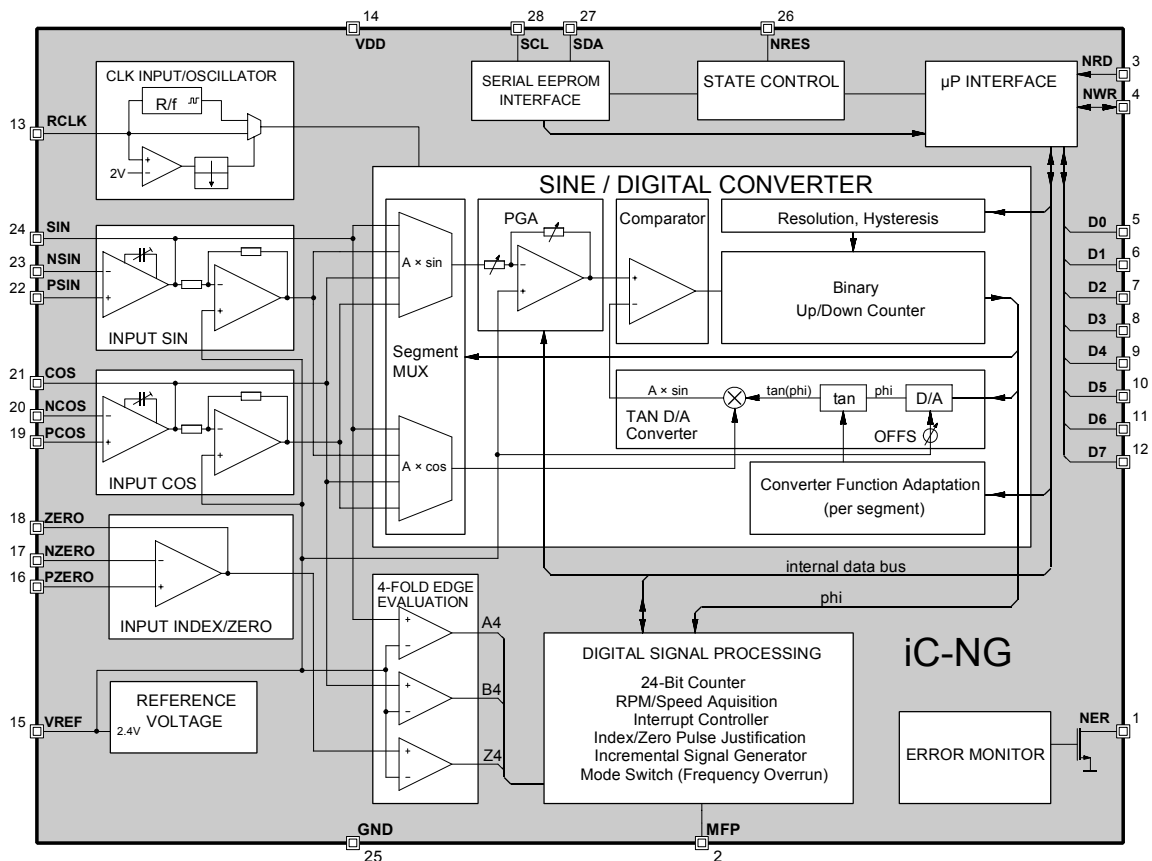 14
VDD
28
SCL
27
SDA
26
NRES
CLK INPUT/OSCILLATOR
R/f
2V
+
−
13
RCLK
SERIAL EEPROM
INTERFACE
STATE CONTROL
µP INTERFACE
NRD
3
NWR
4
SINE / DIGITAL CONVERTER
24
SIN
23
NSIN
22
PSIN
−
+
−
+
INPUT SIN
A × sin
PGA
−
+
Comparator
+
−
Resolution, Hysteresis
Binary
Up/Down Counter
Segment
MUX
D0
5
D1
6
D2
7
D3
8
D4
9
D5
10
D6
11
D7
12
21
COS
20
NCOS
19
PCOS
−
+
−
+
INPUT COS
A × cos
A × sin
tan(phi)
tan
phi
D/A
TAN D/A
Converter
OFFS
Converter Function Adaptation
(per segment)
18
ZERO
17
NZERO
16
PZERO
−
+
INPUT INDEX/ZERO
internal data bus
phi
4-FOLD EDGE
EVALUATION
+
−
A4
+
−
B4
+
−
Z4
DIGITAL SIGNAL PROCESSING
24-Bit Counter
RPM/Speed Aquisition
Interrupt Controller
Index/Zero Pulse Justification
Incremental Signal Generator
Mode Switch (Frequency Overrun)
iC-NG
15
VREF
2.4V
REFERENCE
VOLTAGE
ERROR MONITOR
NER
1
GND
25
MFP
2